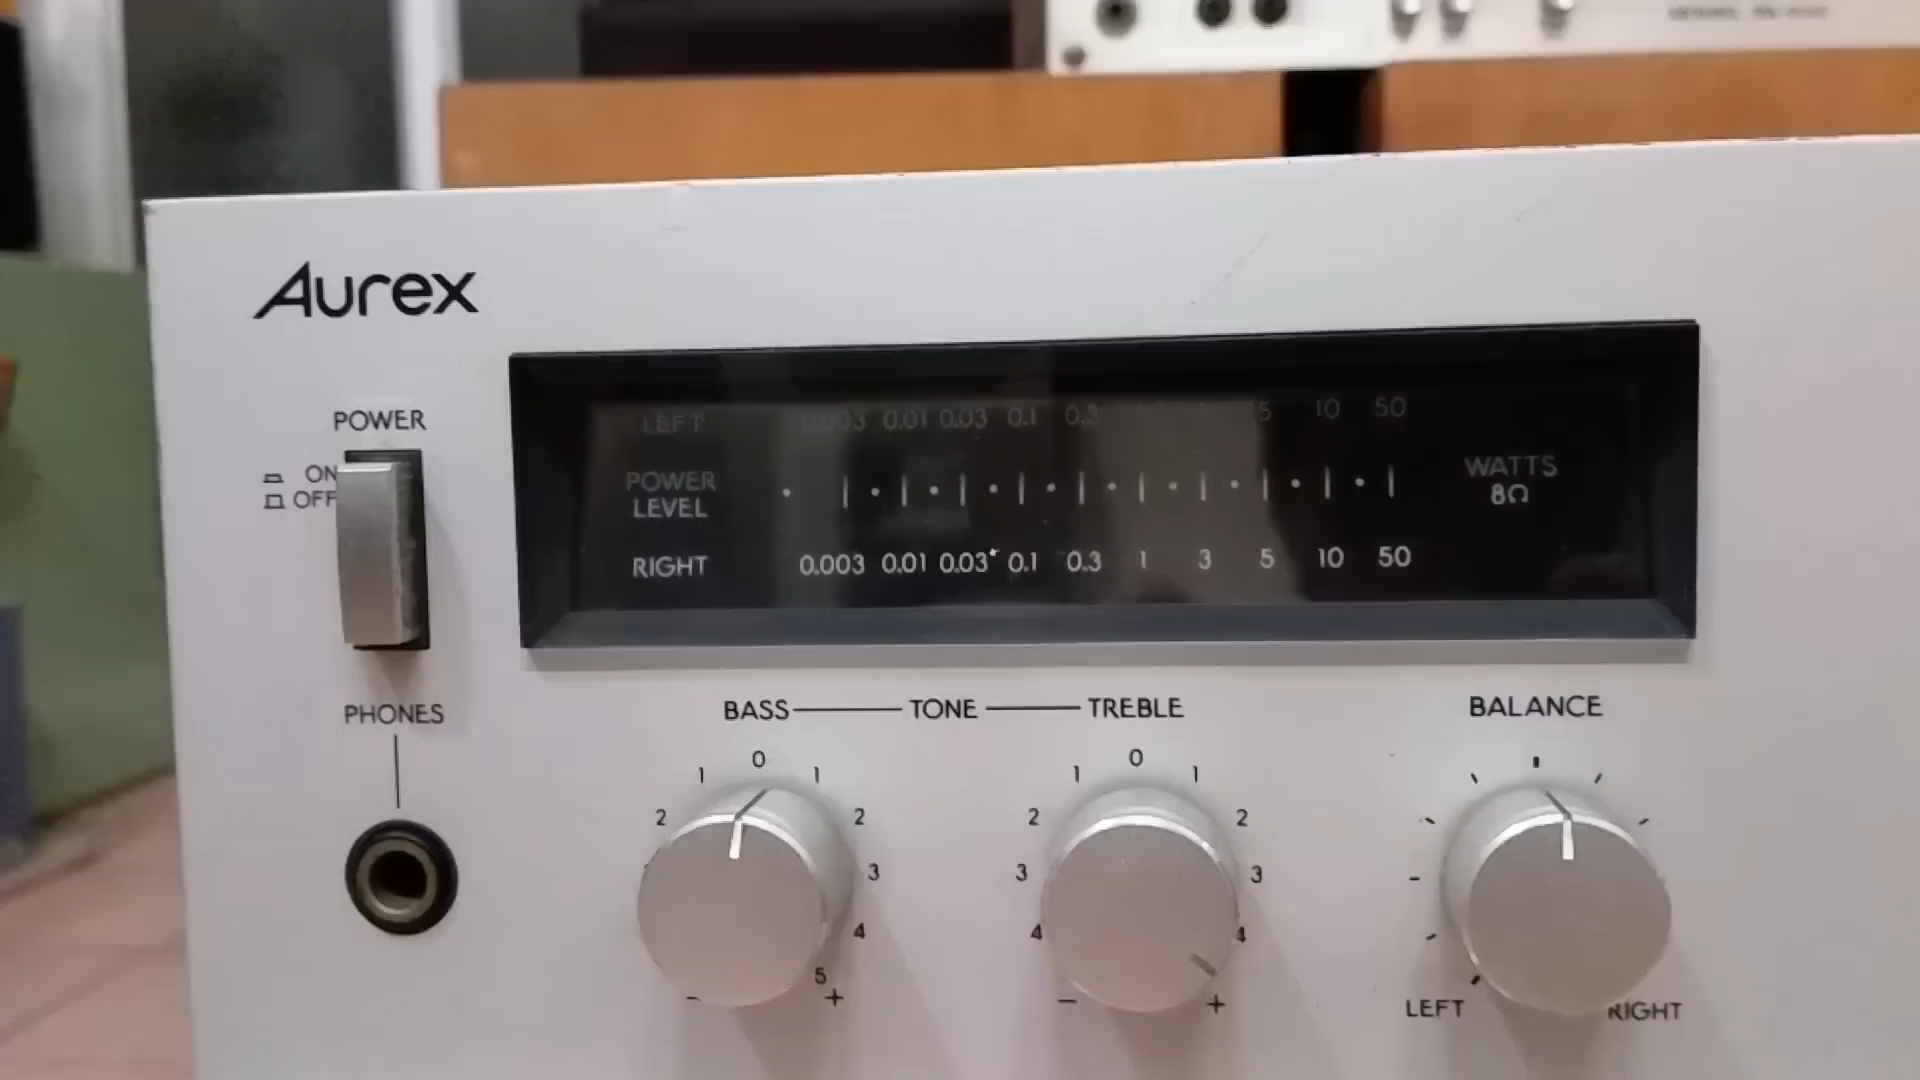 Aurex
POWER
ON
OFF
LEFT 0.003 0.01 0.03 0.1 0.3 5 10 50
POWER
LEVEL
WATTS
8Ω
RIGHT 0.003 0.01 0.03 0.1 0.3 1 3 5 10 50
PHONES
BASS TONE TREBLE
BALANCE
2 1 0 1 2 3 4 5
- +
3 2 1 0 1 2 3
4 4
- +
LEFT RIGHT